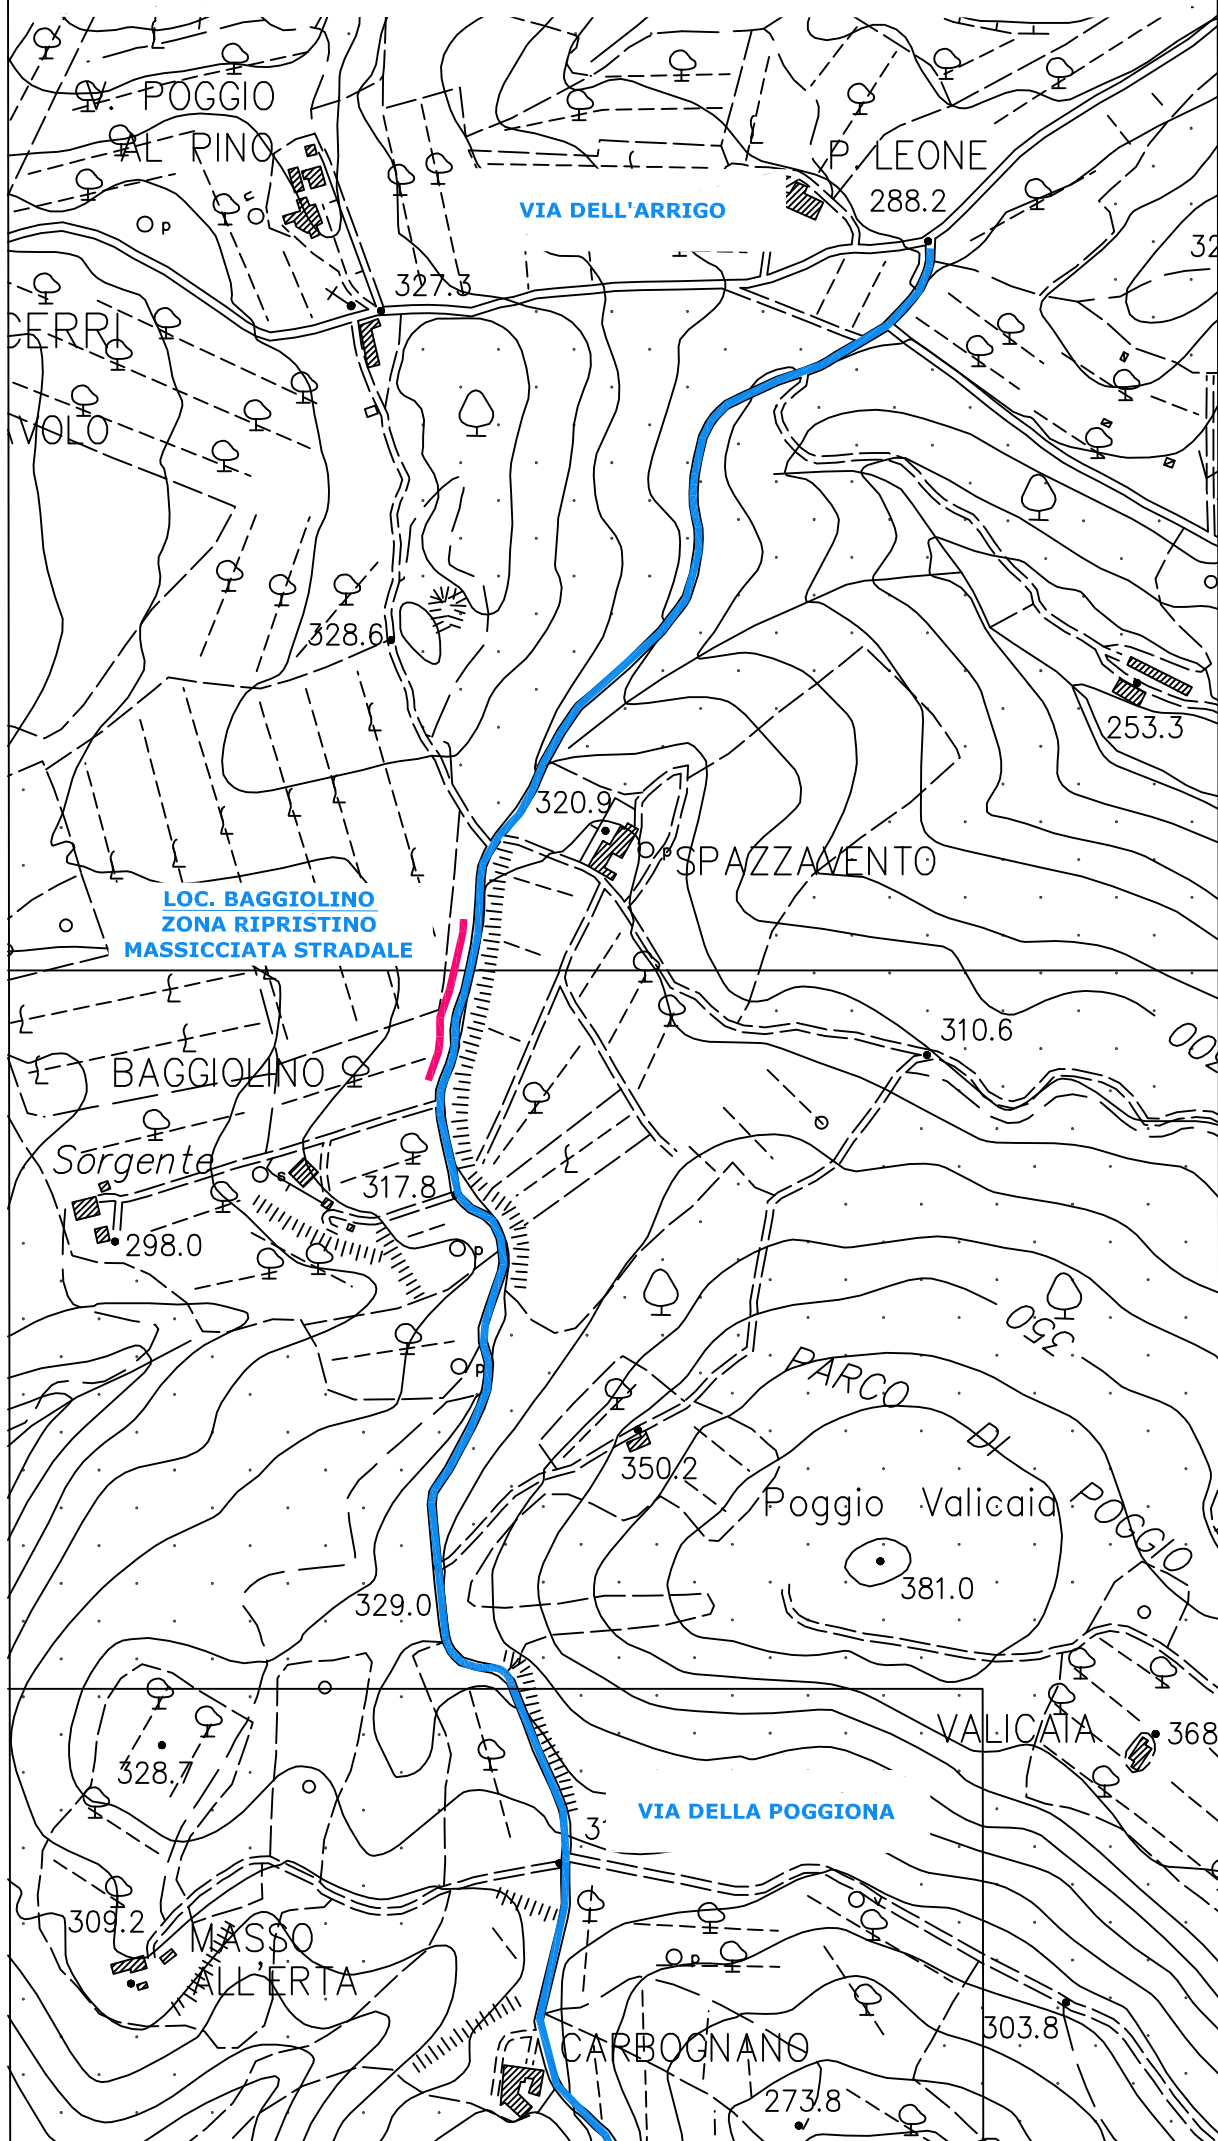 V. POGGIO
AL PINO
P. LEONE
288.2
VIA DELL'ARRIGO
327.3
CERRI
AVOLO
328.6
253.3
320.9
p
SPAZZAVENTO
LOC. BAGGIOLINO
ZONA RIPRISTINO
MASSICCIATA STRADALE
310.6
300
BAGGIOLINO
Sorgente
s
317.8
298.0
p
p
350
PARCO DI POGGIO
350.2
Poggio Valicaia
381.0
329.0
VALICAIA
368
328.7
VIA DELLA POGGIONA
309.2
MASSO
ALL'ERTA
v
p
303.8
CARBOGNANO
273.8